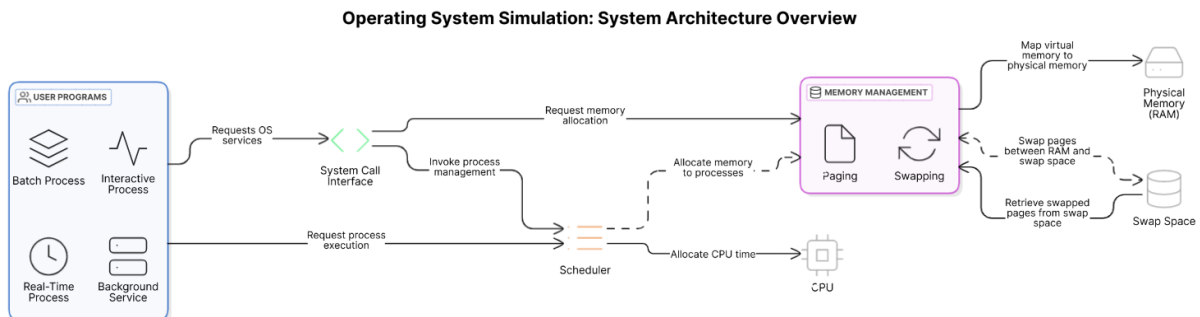 Operating System Simulation: System Architecture Overview
USER PROGRAMS
Batch Process
Interactive
Process
Real-Time
Process
Background
Service
Requests OS
services
System Call
Interface
Request memory
allocation
Invoke process
management
Request process
execution
Scheduler
Allocate memory
to processes
Allocate CPU time
CPU
MEMORY MANAGEMENT
Paging
Swapping
Map virtual
memory to
physical memory
Physical
Memory
(RAM)
Swap pages
between RAM and
swap space
Retrieve swapped
pages from swap
space
Swap Space